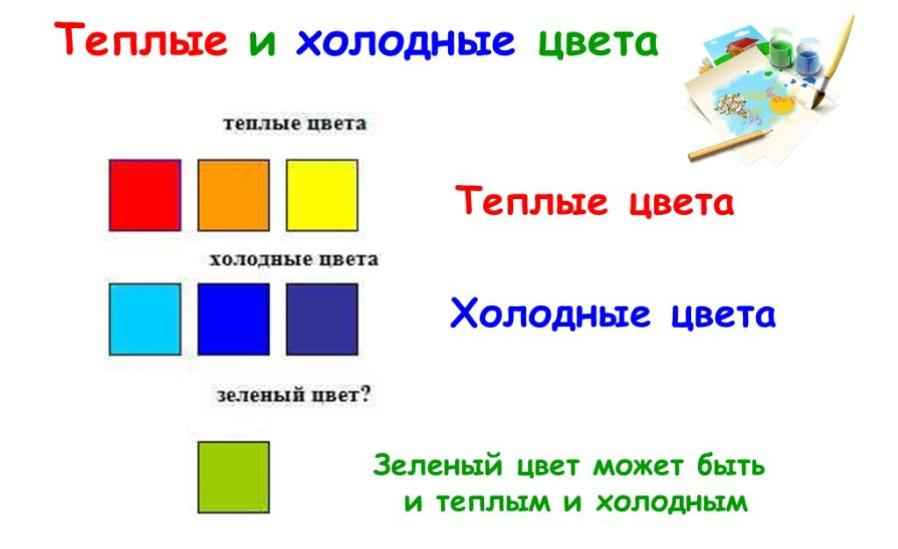 Теплые и холодные цвета
теплые цвета
Теплые цвета
холодные цвета
Холодные цвета
зеленый цвет?
Зеленый цвет может быть
и теплым и холодным